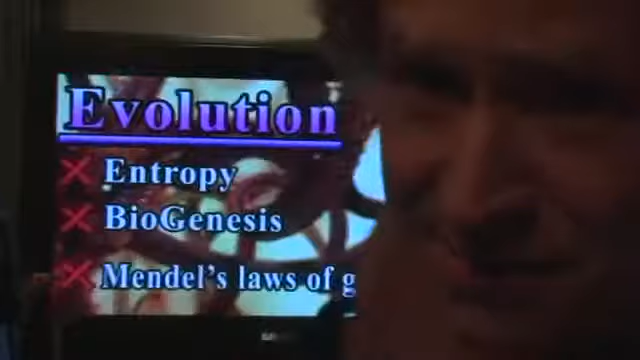 Evolution
Entropy
BioGenesis
Mendel's laws of g